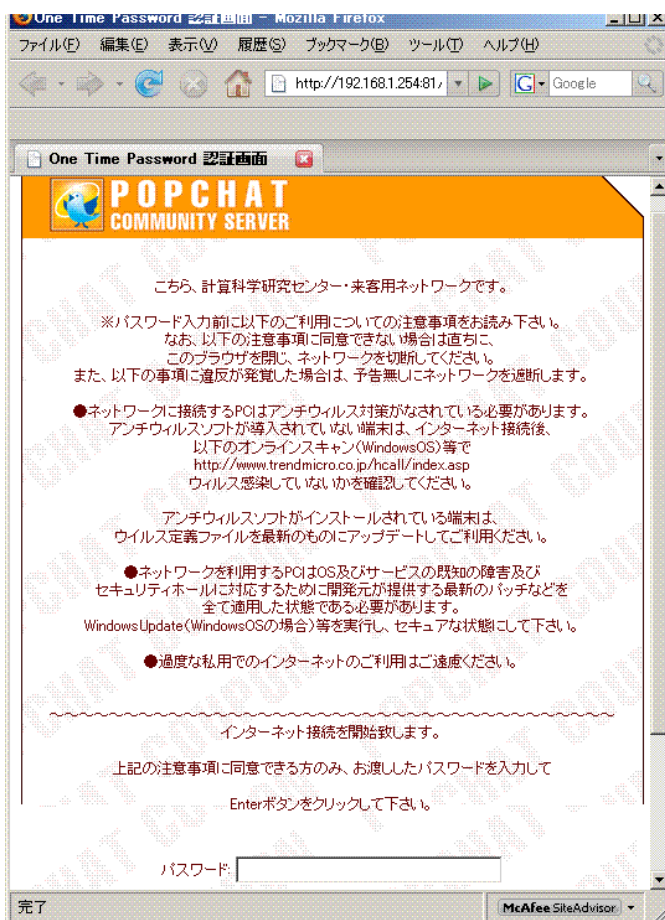 One Time Password 認証画面 - Mozilla Firefox
ファイル(F) 編集(E) 表示(V) 履歴(S) ブックマーク(B) ツール(T) ヘルプ(H)
http://192.168.1.254:81/ Google
One Time Password 認証画面
POPCHAT
COMMUNITY SERVER
こちら、計算科学研究センター・来客用ネットワークです。
※パスワード入力前に以下のご利用についての注意事項をお読み下さい。
なお、以下の注意事項に同意できない場合は直ちに、
このブラウザを閉じ、ネットワークを切断してください。
また、以下の事項に違反が発覚した場合は、予告無しにネットワークを遮断します。
●ネットワークに接続するPCはアンチウィルス対策がなされている必要があります。
アンチウィルスソフトが導入されていない端末は、インターネット接続後、
以下のオンラインスキャン(WindowsOS)等で
http://www.trendmicro.co.jp/hcall/index.asp
ウィルス感染していないかを確認してください。
アンチウィルスソフトがインストールされている端末は、
ウイルス定義ファイルを最新のものにアップデートしてご利用ください。
●ネットワークを利用するPCはOS及びサービスの既知の障害及び
セキュリティホールに対応するために開発元が提供する最新のパッチなどを
全て適用した状態である必要があります。
WindowsUpdate(WindowsOSの場合)等を実行し、セキュアな状態にして下さい。
●過度な私用でのインターネットのご利用はご遠慮ください。
インターネット接続を開始致します。
上記の注意事項に同意できる方のみ、お渡ししたパスワードを入力して
Enterボタンをクリックして下さい。
パスワード:
完了 McAfee SiteAdvisor